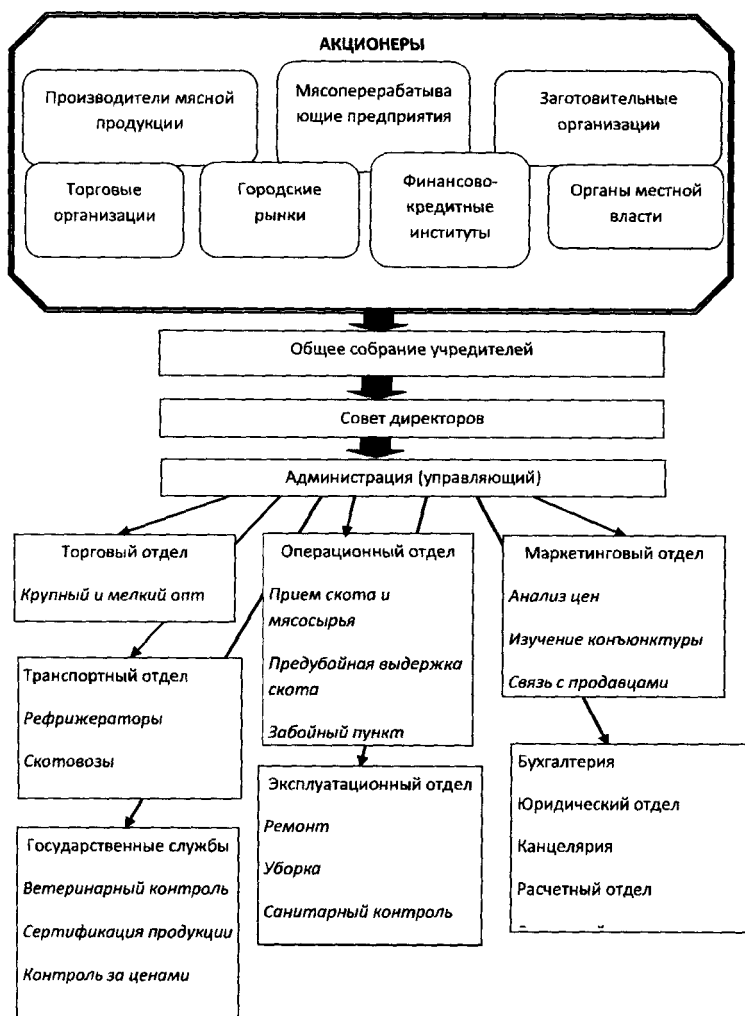 АКЦИОНЕРЫ
Производители мясной
продукции
Мясоперерабатыва
ющие предприятия
Заготовительные
организации
Торговые
организации
Городские
рынки
Финансово-
кредитные
институты
Органы местной
власти
Общее собрание учредителей
Совет директоров
Администрация (управляющий)
Торговый отдел
Крупный и мелкий опт
Операционный отдел
Прием скота и
мясосырья
Предубойная выдержка
скота
Забойный пункт
Маркетинговый отдел
Анализ цен
Изучение конъюнктуры
Связь с продавцами
Транспортный отдел
Рефрижераторы
Скотовозы
Эксплуатационный отдел
Ремонт
Уборка
Санитарный контроль
Бухгалтерия
Юридический отдел
Канцелярия
Расчетный отдел
Государственные службы
Ветеринарный контроль
Сертификация продукции
Контроль за ценами